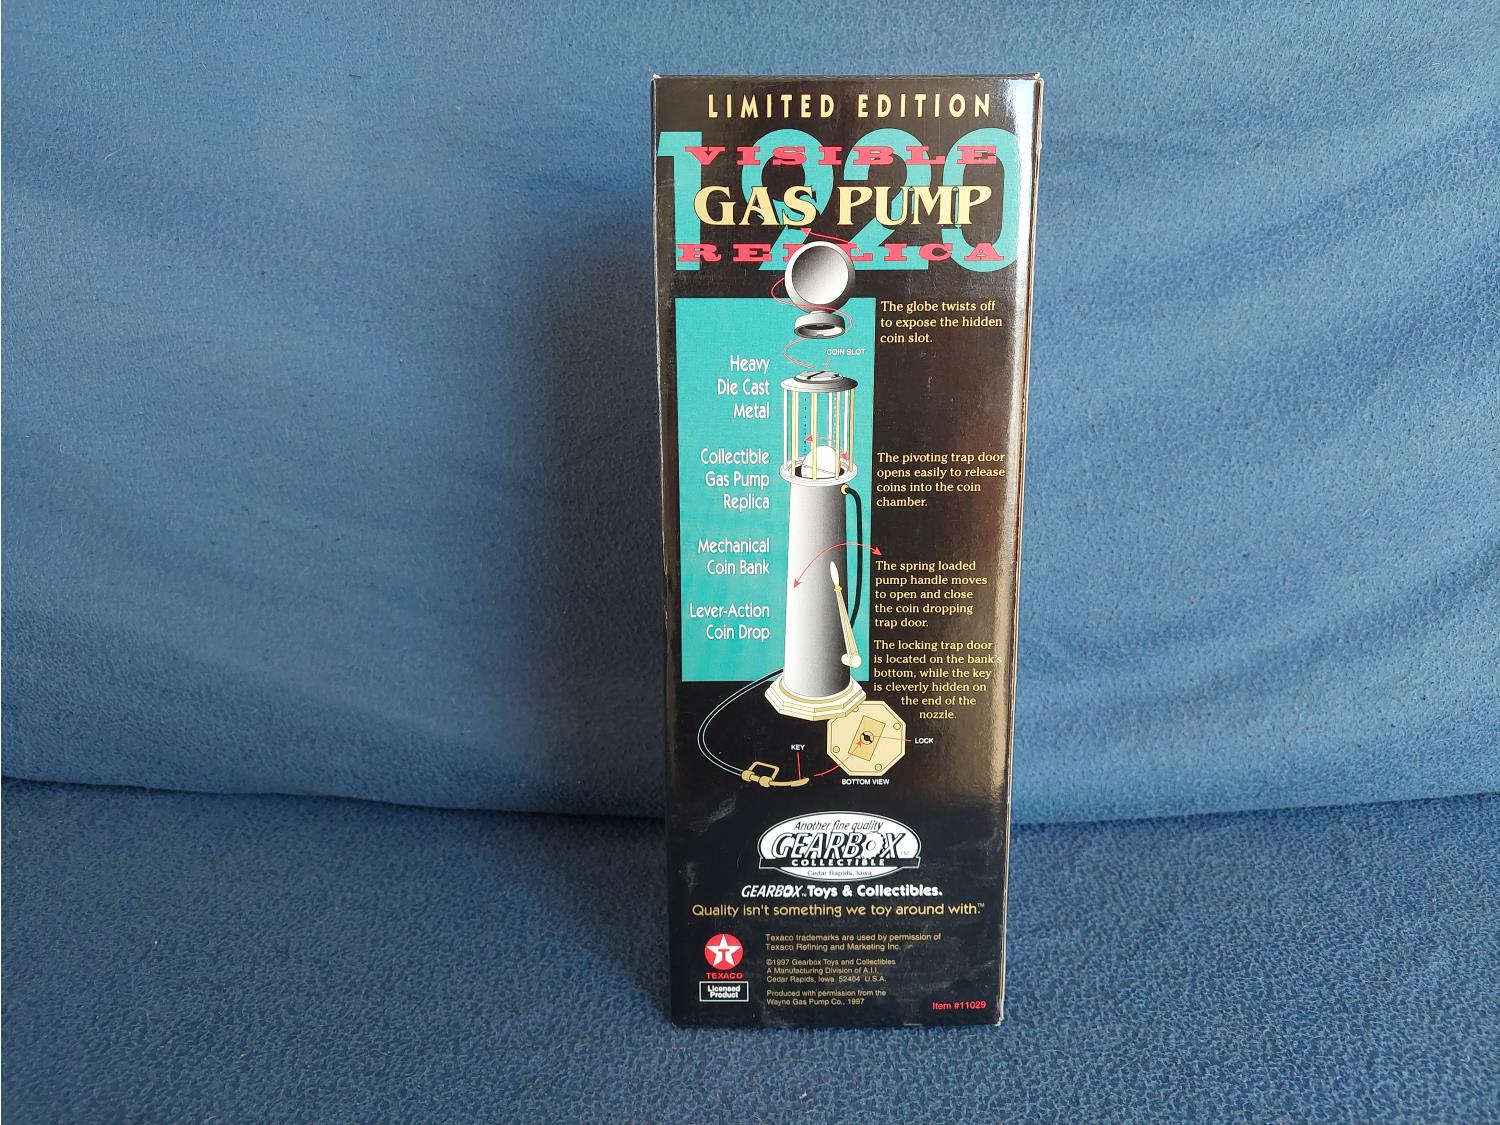 LIMITED EDITION
1920
VISIBLE
GAS PUMP
REPLICA
The globe twists off
to expose the hidden
coin slot.
COIN SLOT
Heavy
Die Cast
Metal
Collectible
Gas Pump
Replica
The pivoting trap door
opens easily to release
coins into the coin
chamber.
Mechanical
Coin Bank
The spring loaded
pump handle moves
to open and close
the coin dropping
trap door.
Lever-Action
Coin Drop
The locking trap door
is located on the bank's
bottom, while the key
is cleverly hidden on
the end of the
nozzle.
LOCK
KEY
BOTTOM VIEW
Another fine quality
GEARBOX™
COLLECTIBLE
Cedar Rapids, Iowa
GEARBOX™ Toys & Collectibles.
Quality isn't something we toy around with.™
T
TEXACO
Licensed
Product
Texaco trademarks are used by permission of
Texaco Refining and Marketing Inc.
©1997 Gearbox Toys and Collectibles
A Manufacturing Division of A.I.I.
Cedar Rapids, Iowa 52404 U.S.A.
Produced with permission from the
Wayne Gas Pump Co., 1997
Item #11029